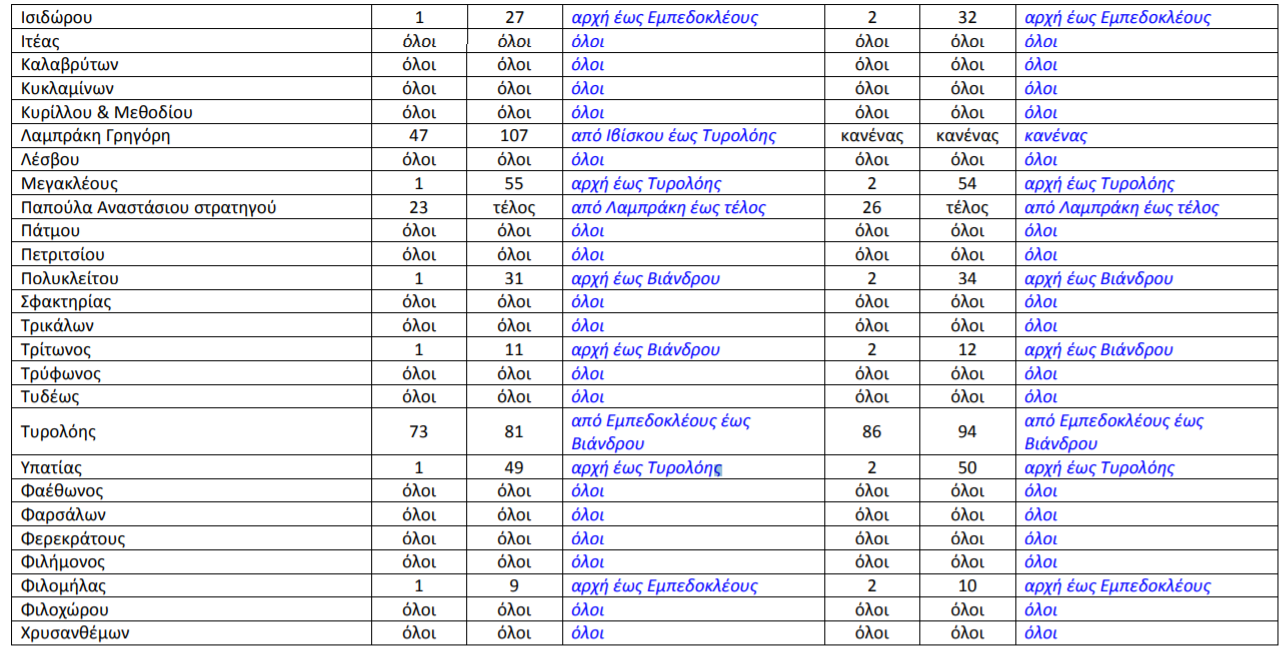 Ισιδώρου 1 27 αρχή έως Εμπεδοκλέους 2 32 αρχή έως Εμπεδοκλέους
Ιτέας όλοι όλοι όλοι όλοι όλοι όλοι
Καλαβρύτων όλοι όλοι όλοι όλοι όλοι όλοι
Κυκλαμίνων όλοι όλοι όλοι όλοι όλοι όλοι
Κυρίλλου & Μεθοδίου όλοι όλοι όλοι όλοι όλοι όλοι
Λαμπράκη Γρηγόρη 47 107 από Ιβίσκου έως Τυρολόης κανένας κανένας κανένας
Λέσβου όλοι όλοι όλοι όλοι όλοι όλοι
Μεγακλέους 1 55 αρχή έως Τυρολόης 2 54 αρχή έως Τυρολόης
Παπούλα Αναστάσιου στρατηγού 23 τέλος από Λαμπράκη έως τέλος 26 τέλος από Λαμπράκη έως τέλος
Πάτμου όλοι όλοι όλοι όλοι όλοι όλοι
Πετριτσίου όλοι όλοι όλοι όλοι όλοι όλοι
Πολυκλείτου 1 31 αρχή έως Βιάνδρου 2 34 αρχή έως Βιάνδρου
Σφακτηρίας όλοι όλοι όλοι όλοι όλοι όλοι
Τρικάλων όλοι όλοι όλοι όλοι όλοι όλοι
Τρίτωνος 1 11 αρχή έως Βιάνδρου 2 12 αρχή έως Βιάνδρου
Τρύφωνος όλοι όλοι όλοι όλοι όλοι όλοι
Τυδέως όλοι όλοι όλοι όλοι όλοι όλοι
Τυρολόης 73 81 από Εμπεδοκλέους έως Βιάνδρου 86 94 από Εμπεδοκλέους έως Βιάνδρου
Υπατίας 1 49 αρχή έως Τυρολόης 2 50 αρχή έως Τυρολόης
Φαέθωνος όλοι όλοι όλοι όλοι όλοι όλοι
Φαρσάλων όλοι όλοι όλοι όλοι όλοι όλοι
Φερεκράτους όλοι όλοι όλοι όλοι όλοι όλοι
Φιλήμονος όλοι όλοι όλοι όλοι όλοι όλοι
Φιλομήλας 1 9 αρχή έως Εμπεδοκλέους 2 10 αρχή έως Εμπεδοκλέους
Φιλοχώρου όλοι όλοι όλοι όλοι όλοι όλοι
Χρυσανθέμων όλοι όλοι όλοι όλοι όλοι όλοι